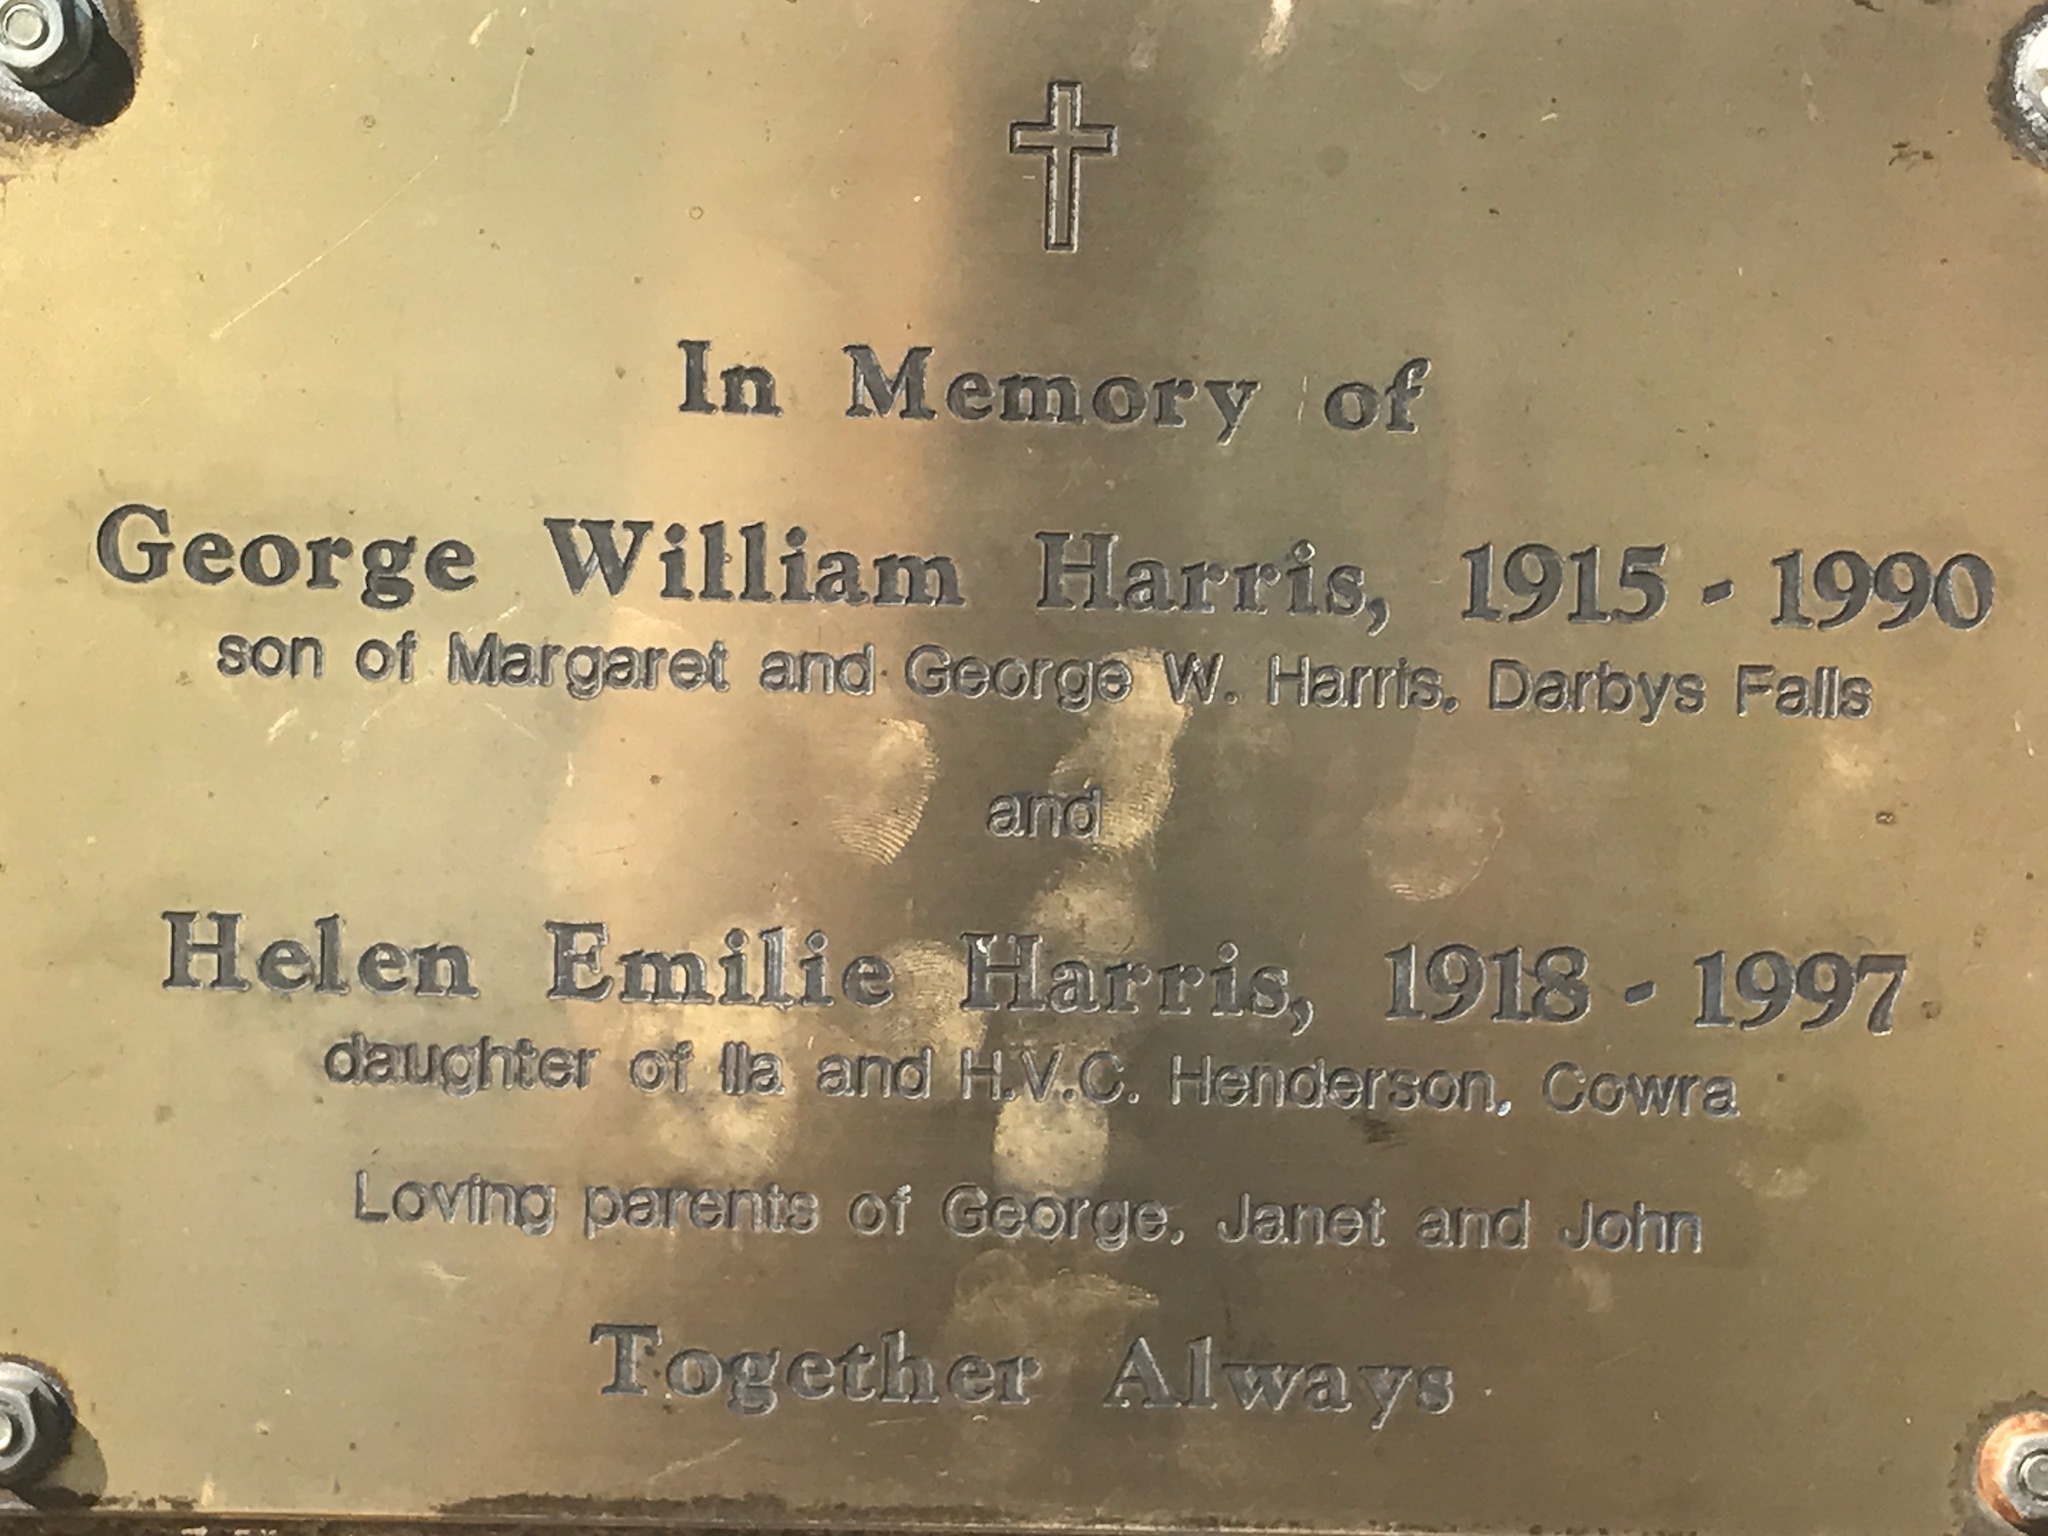 In Memory of
George William Harris, 1915 - 1990
son of Margaret and George W. Harris, Darbys Falls
and
Helen Emilie Harris, 1918 - 1997
daughter of Ila and H.V.C. Henderson, Cowra
Loving parents of George, Janet and John
Together Always